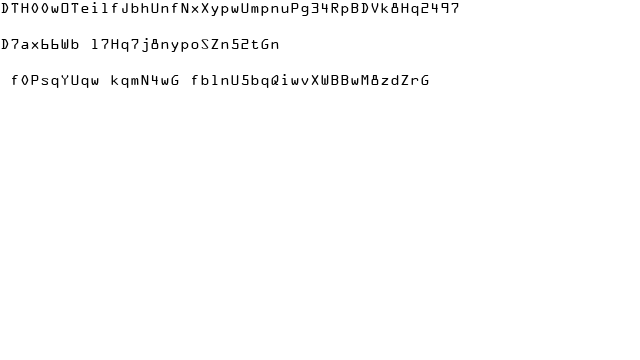 DTH00wOTeilfJbhUnfNxXypwUmpnuPg34RpBDVk8Hq2497
D7ax66Wb l7Hq7j8nypoSZn52tGn
f0PsqYUqw kqmN4wG fblnU5bqQiwvXWBBwM8zdZrG